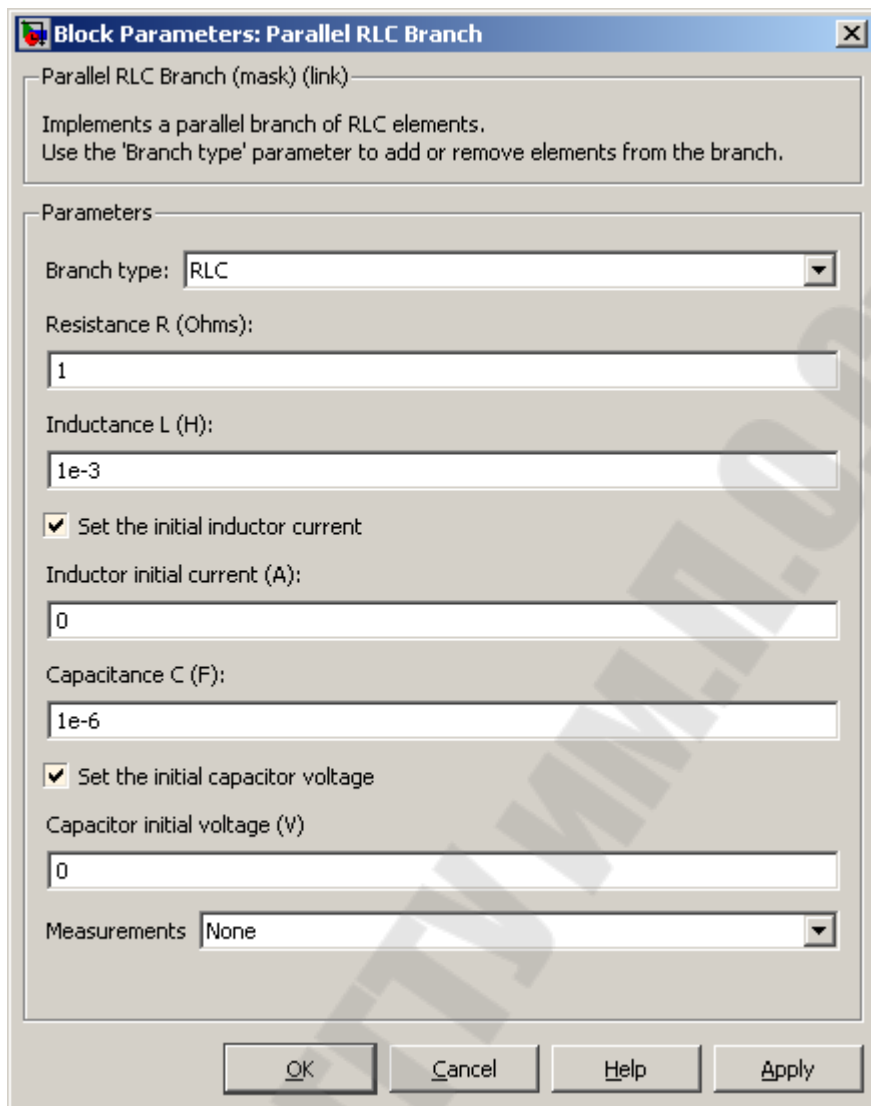 Block Parameters: Parallel RLC Branch
Parallel RLC Branch (mask) (link)
Implements a parallel branch of RLC elements.
Use the 'Branch type' parameter to add or remove elements from the branch.
Parameters
Branch type: RLC
Resistance R (Ohms):
1
Inductance L (H):
1e-3
Set the initial inductor current
Inductor initial current (A):
0
Capacitance C (F):
1e-6
Set the initial capacitor voltage
Capacitor initial voltage (V)
0
Measurements None
OK Cancel Help Apply
ИМ.П.О.